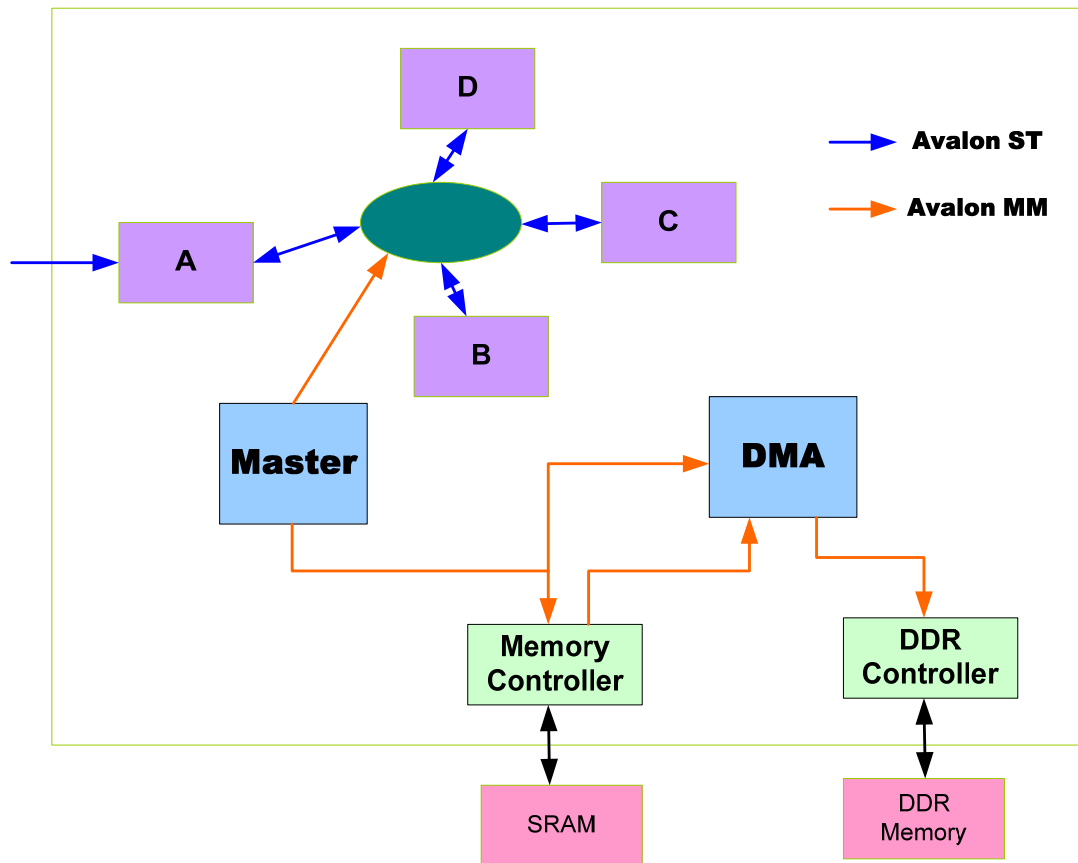 D
Avalon ST
C
Avalon MM
A
B
Master
DMA
Memory
Controller
DDR
Controller
SRAM
DDR
Memory